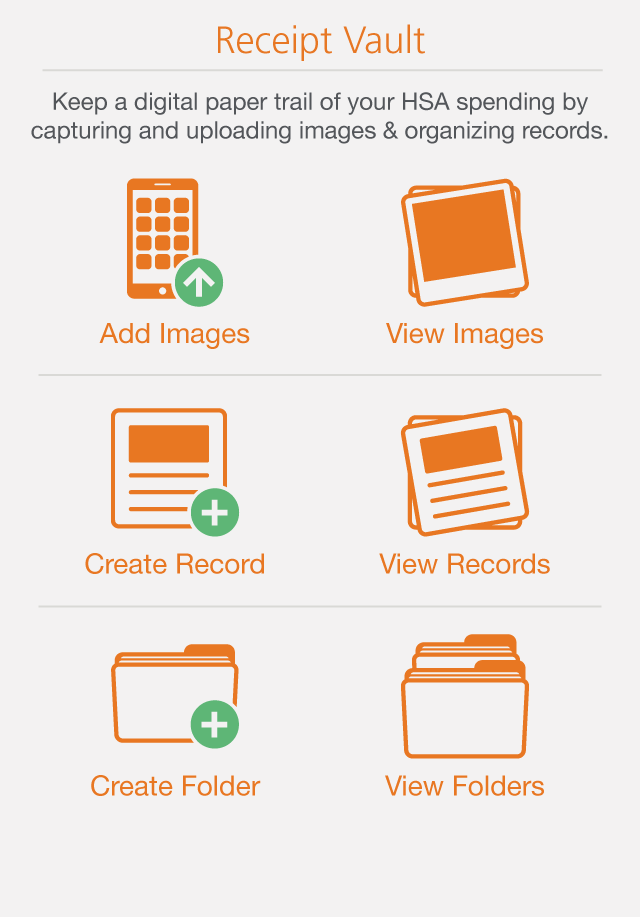 Receipt Vault
Keep a digital paper trail of your HSA spending by
capturing and uploading images & organizing records.
Add Images
View Images
Create Record
View Records
Create Folder
View Folders